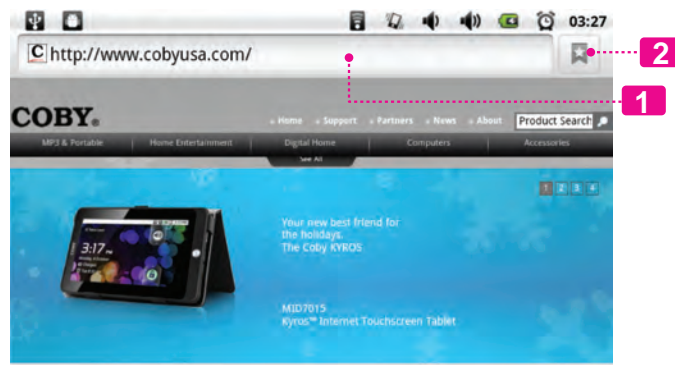 03:27
C http://www.cobyusa.com/
2
1
COBY®
Home Support Partners News About Product Search
MP3 & Portable Home Entertainment Digital Home Computers Accessories
See All
1 2 3 4
Your new best friend for
the holidays.
The Coby KYROS
3:17
MID7015
Kyros™ Internet Touchscreen Tablet